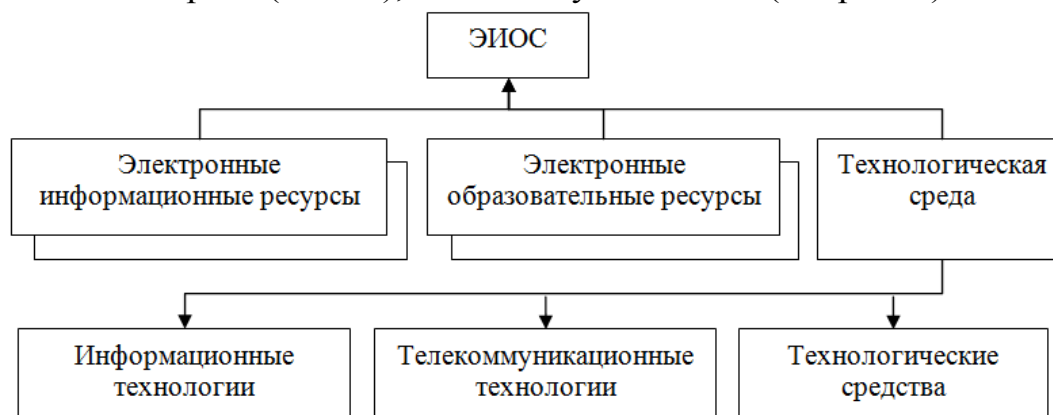 ЭИОС
Электронные
информационные ресурсы
Электронные
образовательные ресурсы
Технологическая
среда
Информационные
технологии
Телекоммуникационные
технологии
Технологические
средства